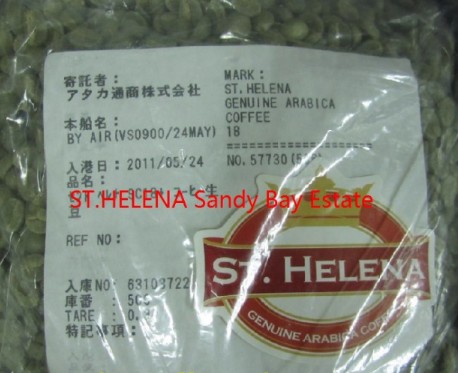 寄託者：
アタカ通商株式会社
本船名：
BY AIR(VS0900/24MAY)
入港日：2011/05/24
品名：
豆
REF NO:
入庫NO:
庫番：
TARE :
特記事項：
MARK:
ST.HELENA
GENUINE ARABICA
COFFEE
18
====================
NO.57730
ST.HELENA Sandy Bay Estate
ST. HELENA
GENUINE ARABICA COFFEE